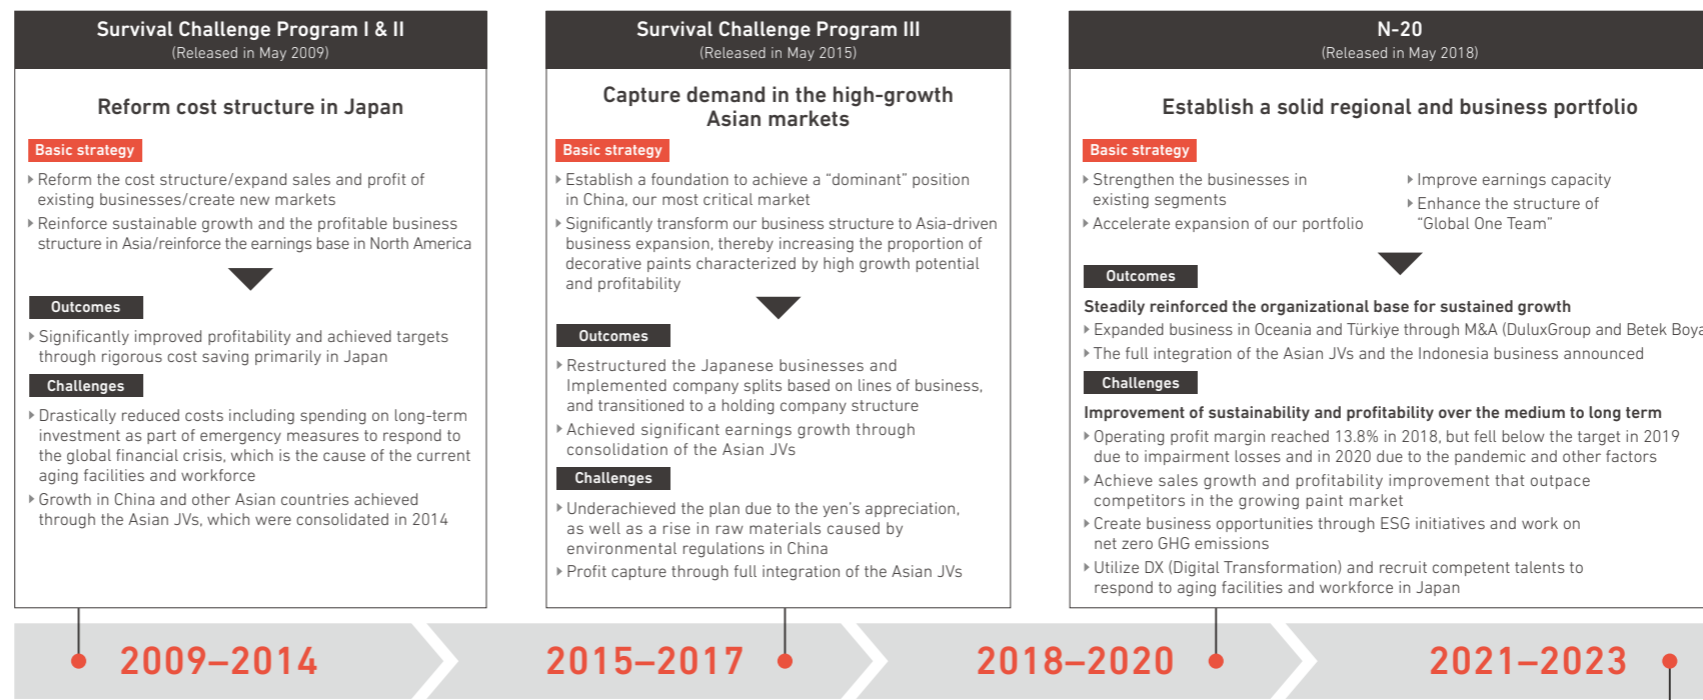 Survival Challenge Program I & II
(Released in May 2009)
Reform cost structure in Japan
Basic strategy
Reform the cost structure/expand sales and profit of
existing businesses/create new markets
Reinforce sustainable growth and the profitable business
structure in Asia/reinforce the earnings base in North America
Outcomes
Significantly improved profitability and achieved targets
through rigorous cost saving primarily in Japan
Challenges
Drastically reduced costs including spending on long-term
investment as part of emergency measures to respond to
the global financial crisis, which is the cause of the current
aging facilities and workforce
Growth in China and other Asian countries achieved
through the Asian JVs, which were consolidated in 2014
Survival Challenge Program III
(Released in May 2015)
Capture demand in the high-growth
Asian markets
Basic strategy
Establish a foundation to achieve a “dominant” position
in China, our most critical market
Significantly transform our business structure to Asia-driven
business expansion, thereby increasing the proportion of
decorative paints characterized by high growth potential
and profitability
Outcomes
Restructured the Japanese businesses and
Implemented company splits based on lines of business,
and transitioned to a holding company structure
Achieved significant earnings growth through
consolidation of the Asian JVs
Challenges
Underachieved the plan due to the yen’s appreciation,
as well as a rise in raw materials caused by
environmental regulations in China
Profit capture through full integration of the Asian JVs
N-20
(Released in May 2018)
Establish a solid regional and business portfolio
Basic strategy
Strengthen the businesses in
existing segments
Accelerate expansion of our portfolio
Improve earnings capacity
Enhance the structure of
“Global One Team”
Outcomes
Steadily reinforced the organizational base for sustained growth
Expanded business in Oceania and Türkiye through M&A (DuluxGroup and Betek Boya
The full integration of the Asian JVs and the Indonesia business announced
Challenges
Improvement of sustainability and profitability over the medium to long term
Operating profit margin reached 13.8% in 2018, but fell below the target in 2019
due to impairment losses and in 2020 due to the pandemic and other factors
Achieve sales growth and profitability improvement that outpace
competitors in the growing paint market
Create business opportunities through ESG initiatives and work on
net zero GHG emissions
Utilize DX (Digital Transformation) and recruit competent talents to
respond to aging facilities and workforce in Japan
2009–2014
2015–2017
2018–2020
2021–2023